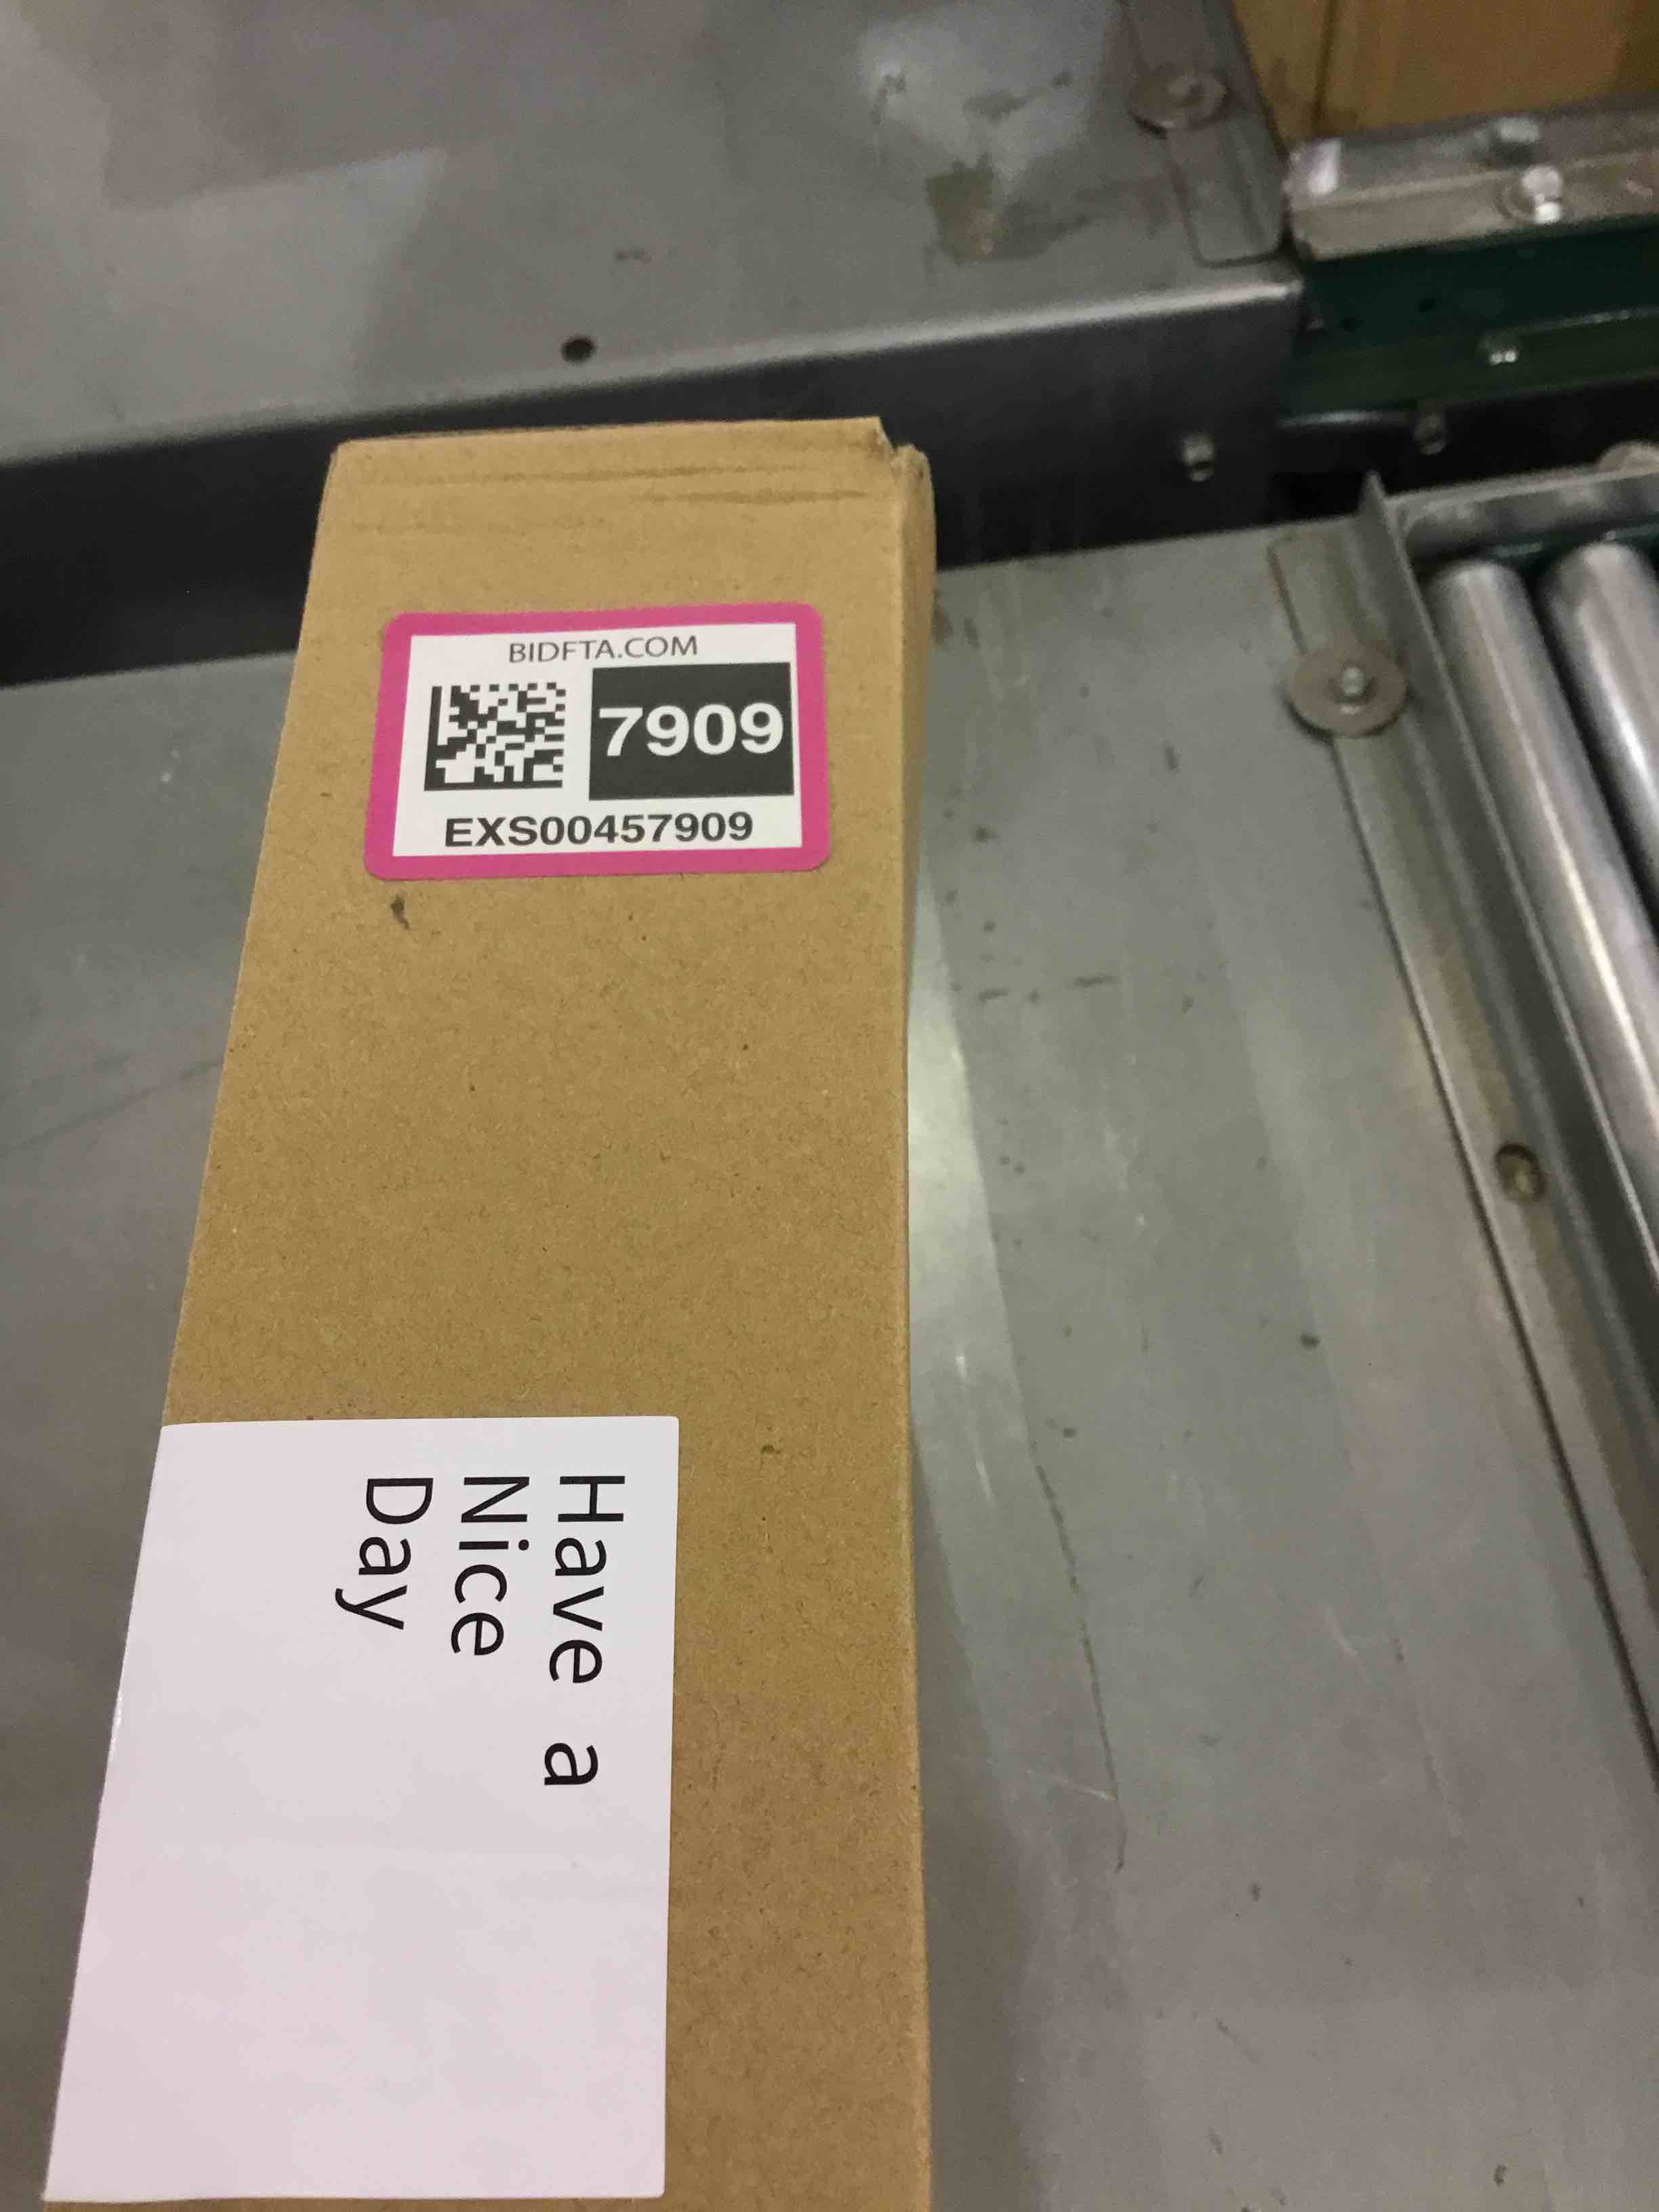 BIDFTA.COM
7909
EXS00457909
Have a
Nice
Day